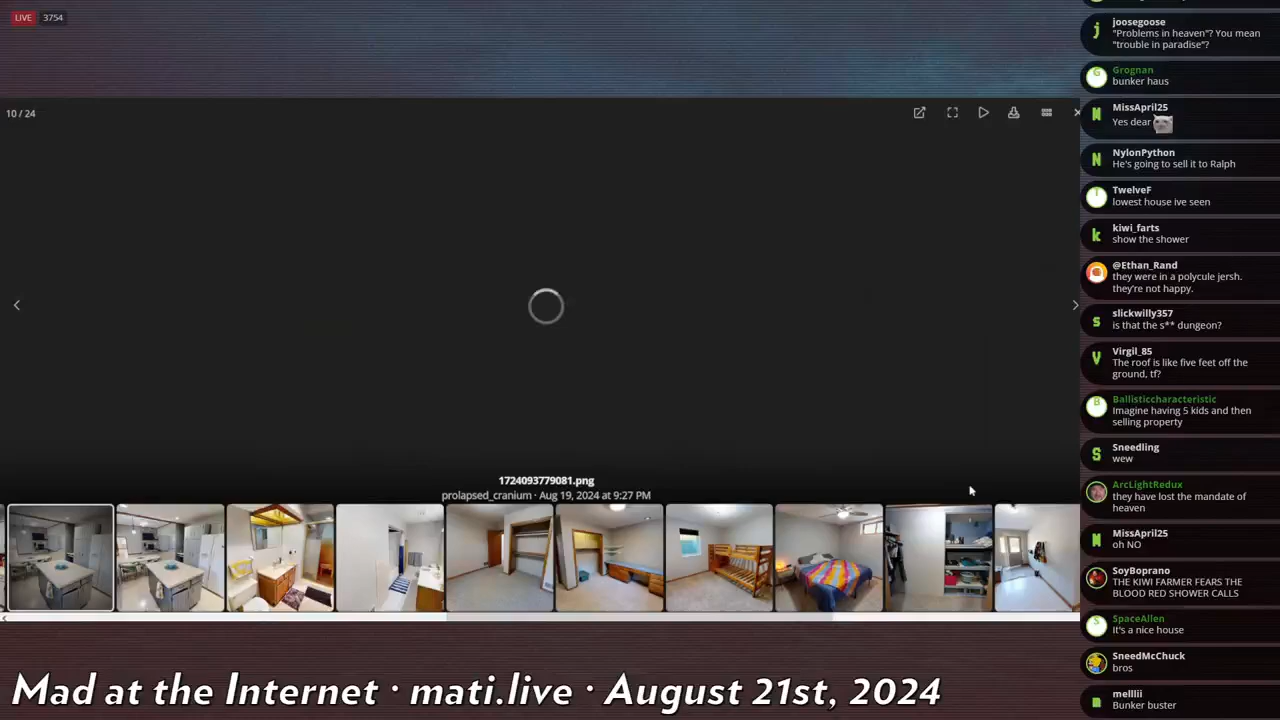 LIVE 3754
10 / 24
1724093779081.png
prolapsed_cranium · Aug 19, 2024 at 9:27 PM
Mad at the Internet · mati.live · August 21st, 2024
joosegoose
"Problems in heaven"? You mean
"trouble in paradise"?
Grognan
bunker haus
MissApril25
Yes dear
NylonPython
He's going to sell it to Ralph
TwelveF
lowest house ive seen
kiwi_farts
show the shower
@Ethan_Rand
they were in a polycule jersh.
they're not happy.
slickwilly357
is that the s** dungeon?
Virgil_85
The roof is like five feet off the
ground, tf?
Ballisticcharacteristic
Imagine having 5 kids and then
selling property
Sneedling
wew
ArcLightRedux
they have lost the mandate of
heaven
MissApril25
oh NO
SoyBoprano
THE KIWI FARMER FEARS THE
BLOOD RED SHOWER CALLS
SpaceAllen
It's a nice house
SneedMcChuck
bros
melllii
Bunker buster